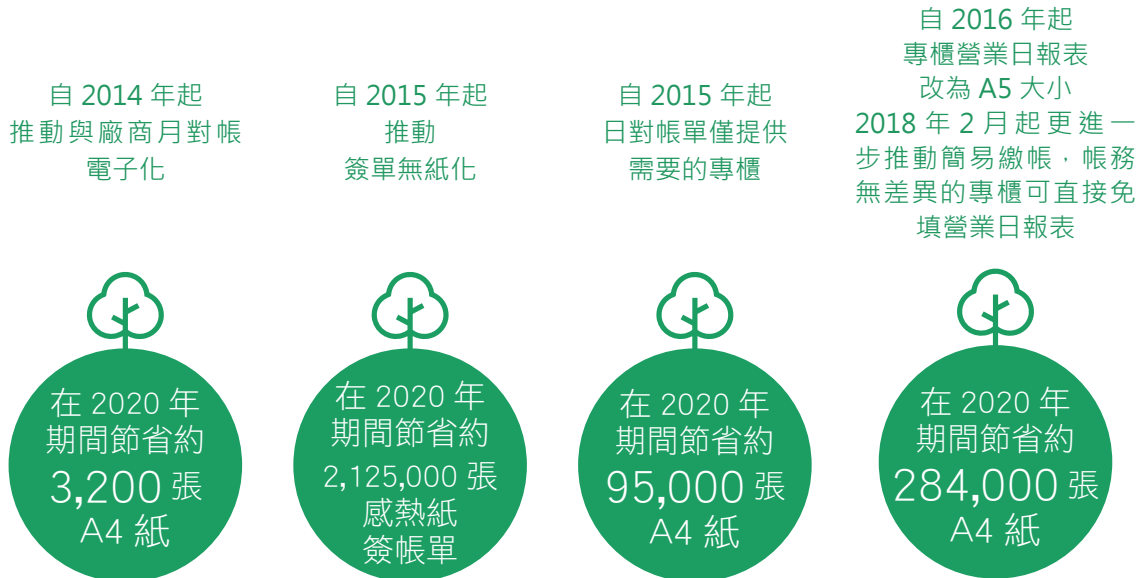 自 2014 年起
推動與廠商月對帳
電子化
自 2015 年起
推動
簽單無紙化
自 2015 年起
日對帳單僅提供
需要的專櫃
自 2016 年起
專櫃營業日報表
改為 A5 大小
2018 年 2 月起更進一
步推動簡易繳帳，帳務
無差異的專櫃可直接免
填營業日報表
在 2020 年
期間節省約
3,200 張
A4 紙
在 2020 年
期間節省約
2,125,000 張
感熱紙
簽帳單
在 2020 年
期間節省約
95,000 張
A4 紙
在 2020 年
期間節省約
284,000 張
A4 紙